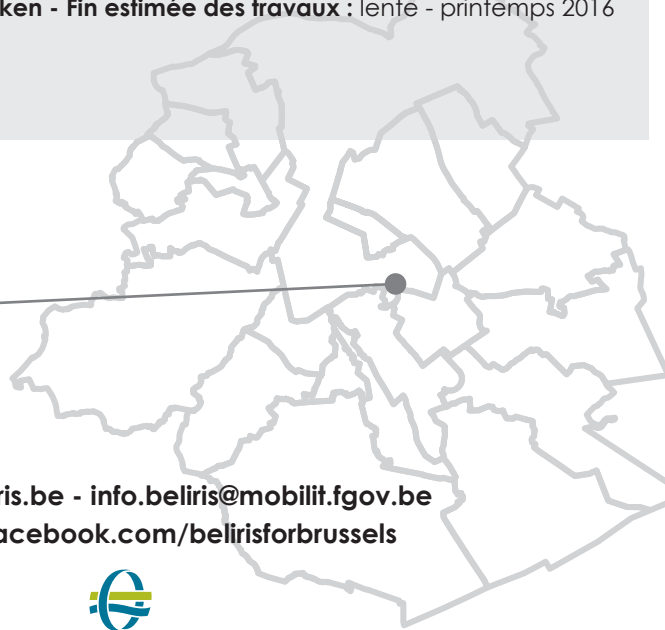 ken - Fin estimée des travaux : lente - printemps 2016
ris.be - info.beliris@mobilit.fgov.be
acebook.com/belirisforbrussels